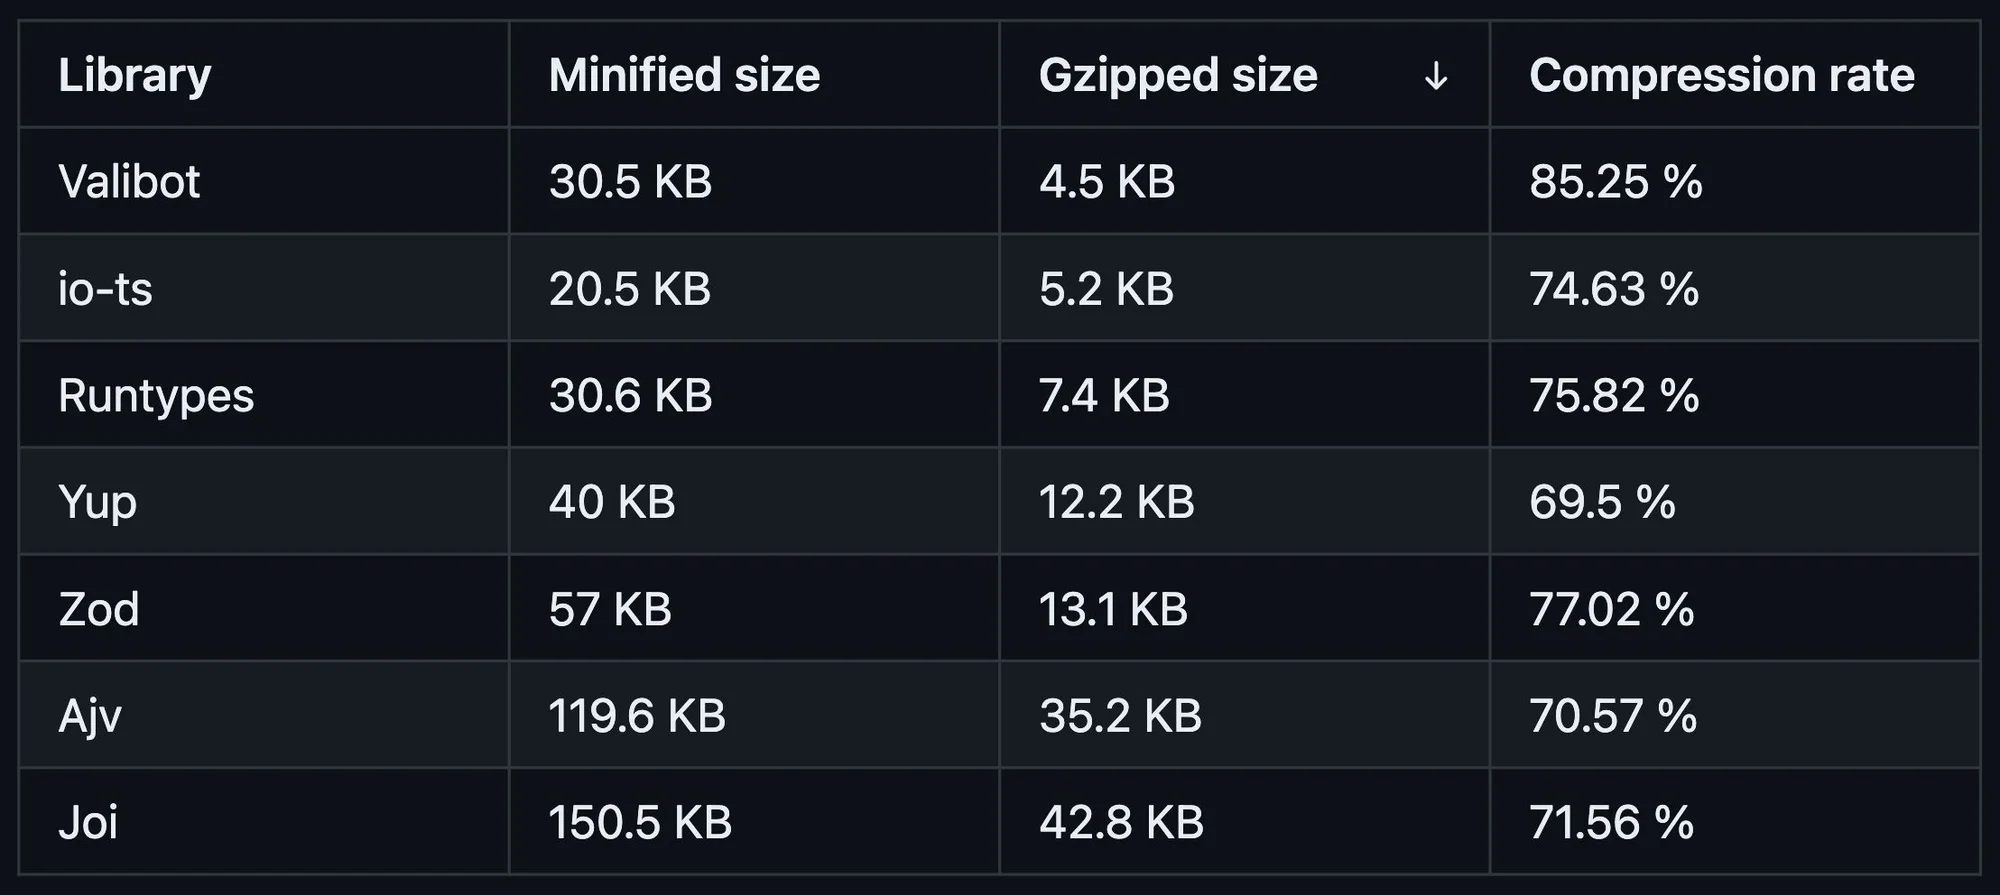 Library Minified size Gzipped size ↓ Compression rate
Valibot 30.5 KB 4.5 KB 85.25 %
io-ts 20.5 KB 5.2 KB 74.63 %
Runtypes 30.6 KB 7.4 KB 75.82 %
Yup 40 KB 12.2 KB 69.5 %
Zod 57 KB 13.1 KB 77.02 %
Ajv 119.6 KB 35.2 KB 70.57 %
Joi 150.5 KB 42.8 KB 71.56 %